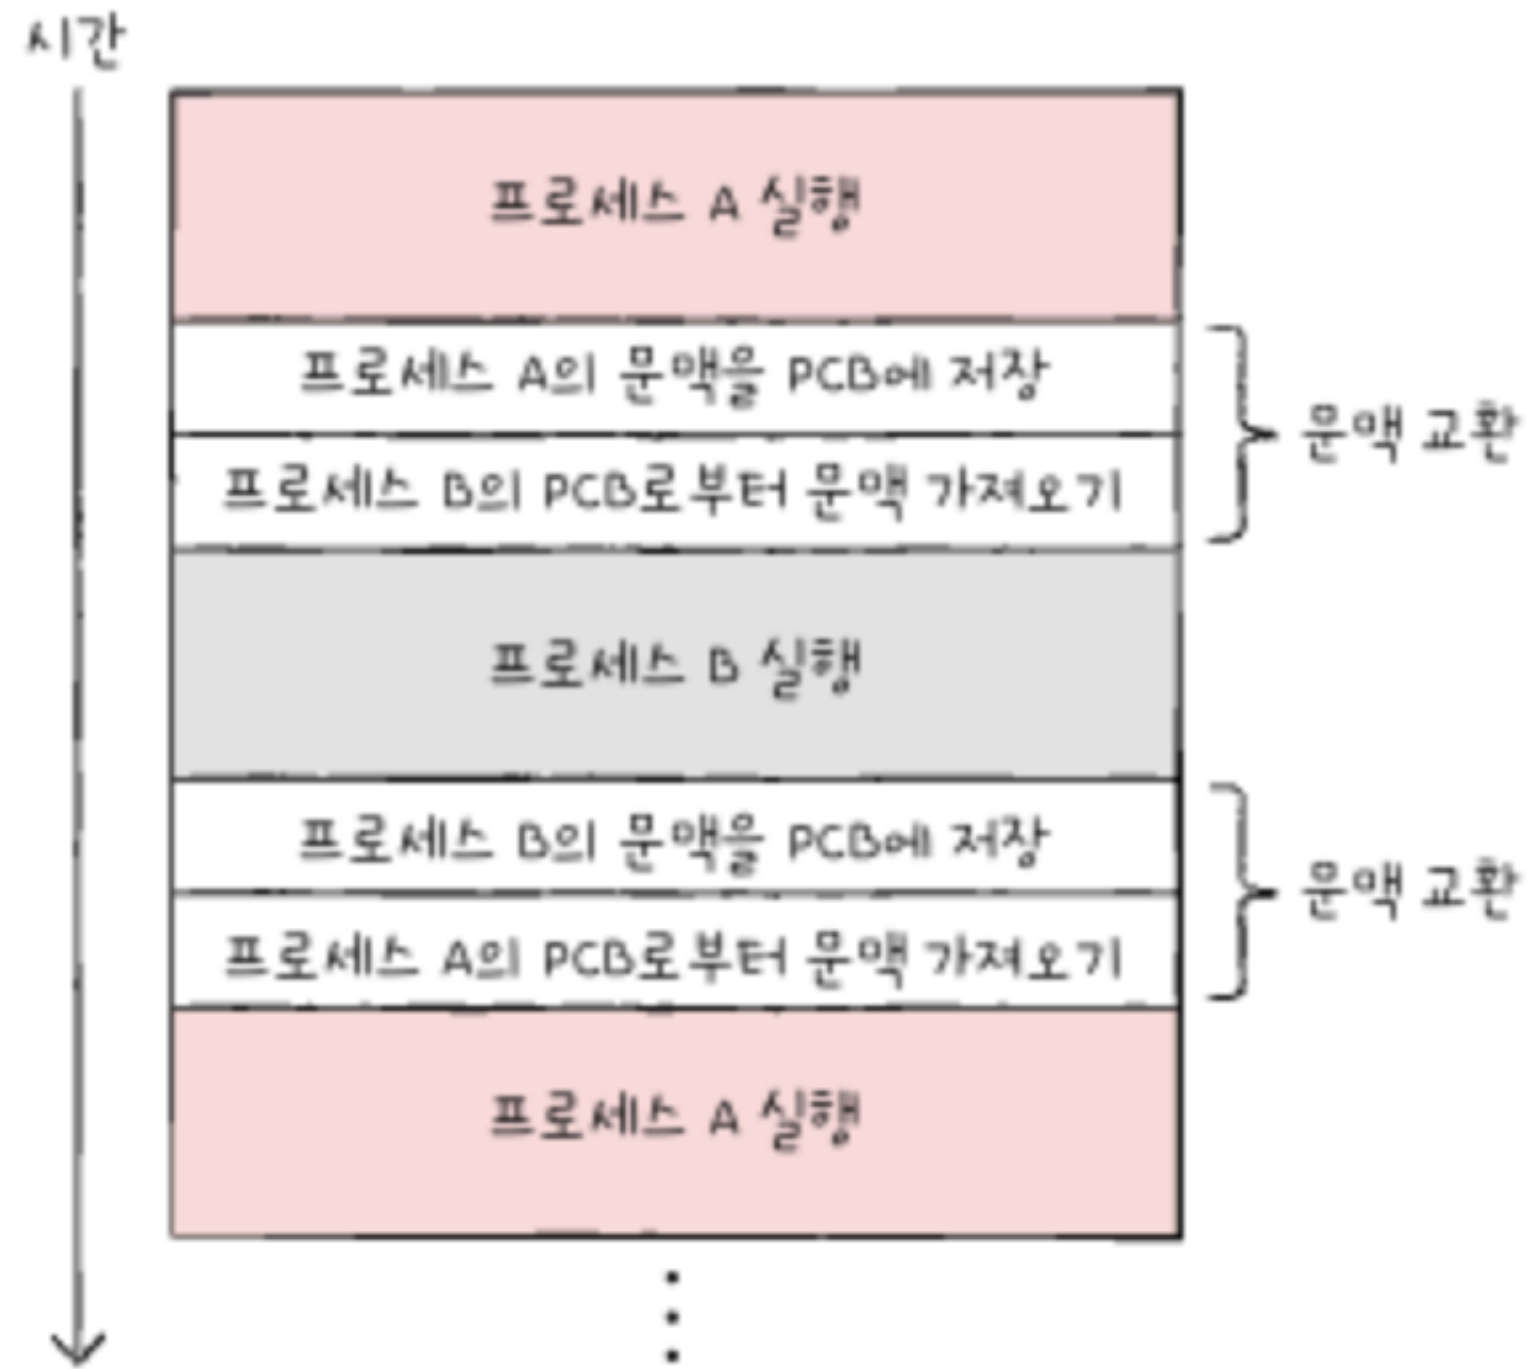 시간
프로세스 A 실행
프로세스 A의 문맥을 PCB에 저장
프로세스 B의 PCB로부터 문맥 가져오기
문맥 교환
프로세스 B 실행
프로세스 B의 문맥을 PCB에 저장
프로세스 A의 PCB로부터 문맥 가져오기
문맥 교환
프로세스 A 실행